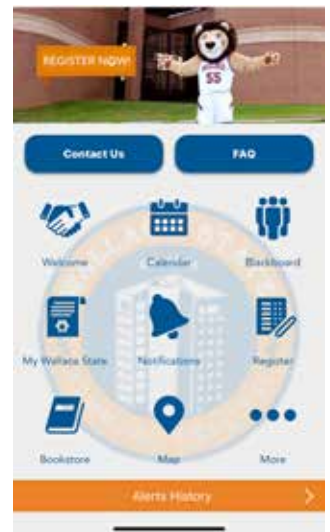 REGISTER NOW!
55
Contact Us
FAQ
Welcome
Calendar
Blackboard
My Wallace State
Notifications
Register
Bookstore
Map
More
Alerts History